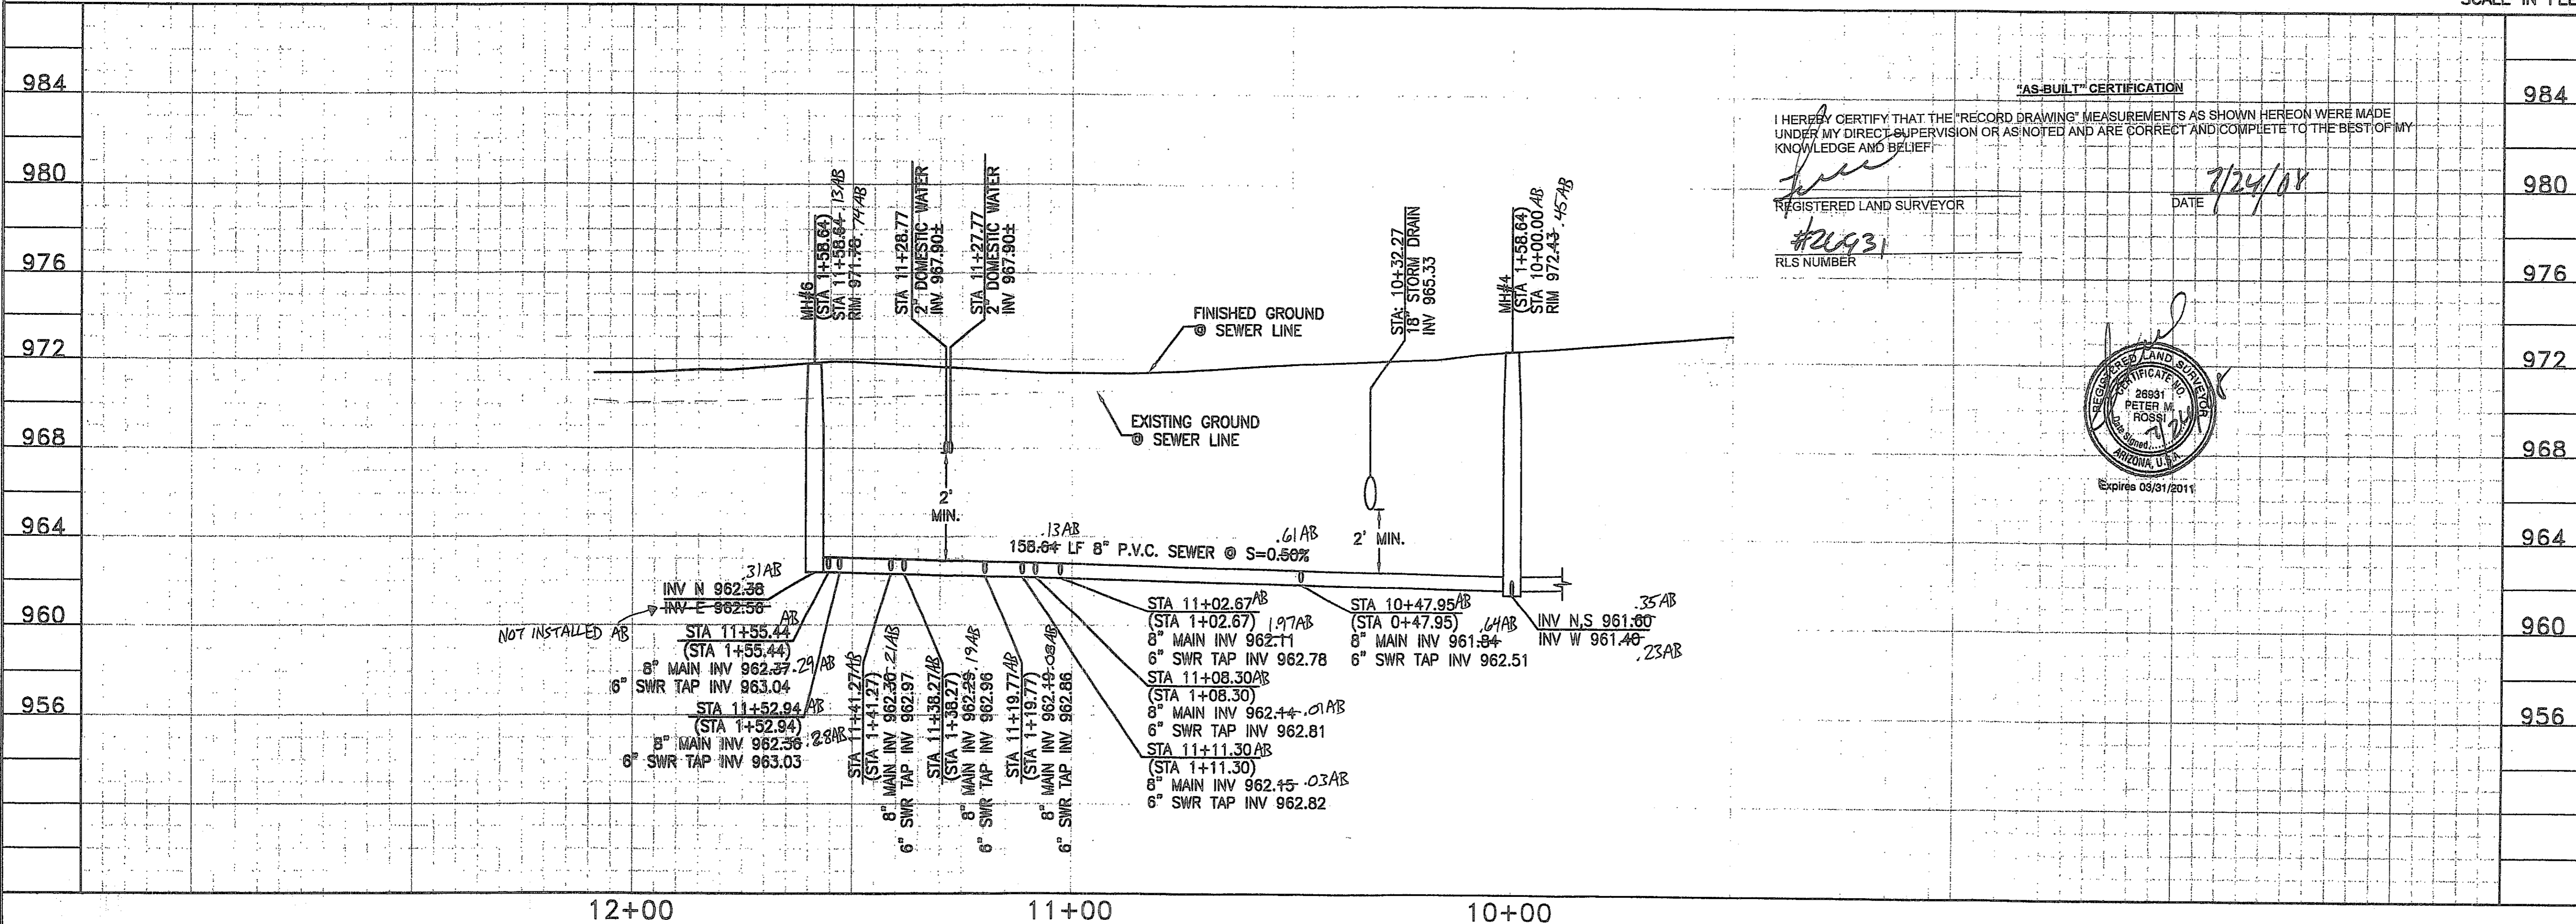 SCALE IN FEE
984
980
976
972
968
964
960
956
984
980
976
972
968
964
960
956
12+00
11+00
10+00
MH#6
(STA 1+58.64)
STA 11+58.64 .13AB
RIM 971.78 .74AB
STA 11+28.77
2" DOMESTIC WATER
INV 967.90±
STA 11+27.77
2" DOMESTIC WATER
INV 967.90±
FINISHED GROUND
@ SEWER LINE
EXISTING GROUND
@ SEWER LINE
STA: 10+32.27
18" STORM DRAIN
INV 965.33
MH#4
(STA 1+58.64)
STA 10+00.00 AB
RIM 972.43 .45AB
2'
MIN.
2' MIN.
.13AB
.61AB
158.64 LF 8" P.V.C. SEWER @ S=0.50%
.31AB
INV N 962.38
INV E 962.58
NOT INSTALLED AB
STA 11+55.44 AB
(STA 1+55.44)
8" MAIN INV 962.37 .29AB
6" SWR TAP INV 963.04
STA 11+52.94 AB
(STA 1+52.94)
8" MAIN INV 962.36 .28AB
6" SWR TAP INV 963.03
STA 11+41.27AB
(STA 1+41.27)
8" MAIN INV 962.30 .21AB
6" SWR TAP INV 962.97
STA 11+38.27AB
(STA 1+38.27)
8" MAIN INV 962.29 .19AB
6" SWR TAP INV 962.96
STA 11+19.77AB
(STA 1+19.77)
8" MAIN INV 962.19 .08AB
6" SWR TAP INV 962.86
STA 11+02.67AB
(STA 1+02.67) 1.97AB
8" MAIN INV 962.11
6" SWR TAP INV 962.78
STA 11+08.30AB
(STA 1+08.30)
8" MAIN INV 962.14 .01AB
6" SWR TAP INV 962.81
STA 11+11.30 AB
(STA 1+11.30)
8" MAIN INV 962.15 .03AB
6" SWR TAP INV 962.82
STA 10+47.95AB
(STA 0+47.95) .64AB
8" MAIN INV 961.84
6" SWR TAP INV 962.51
.35AB
INV N,S 961.60
INV W 961.40
.23AB
"AS-BUILT" CERTIFICATION
I HEREBY CERTIFY THAT THE "RECORD DRAWING" MEASUREMENTS AS SHOWN HEREON WERE MADE
UNDER MY DIRECT SUPERVISION OR AS NOTED AND ARE CORRECT AND COMPLETE TO THE BEST OF MY
KNOWLEDGE AND BELIEF.
REGISTERED LAND SURVEYOR
7/24/08
DATE
#26931
RLS NUMBER
REGISTERED LAND SURVEYOR
CERTIFICATE NO.
26931
PETER M.
ROSSI
Date Signed 7/24 8
ARIZONA, U.S.A.
Expires 03/31/2011